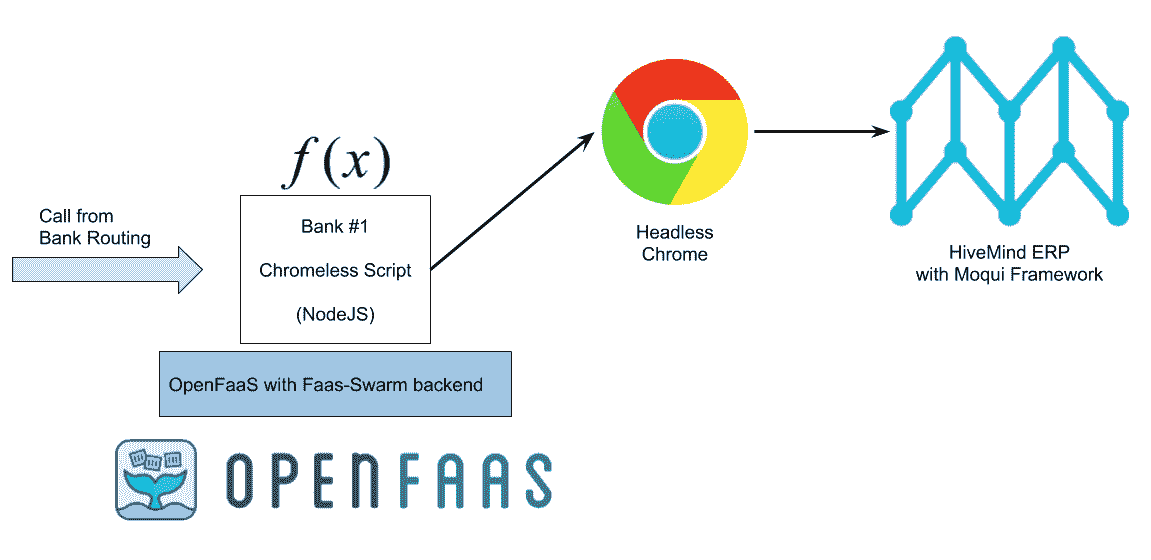 f(x)
Call from
Bank Routing
Bank #1
Chromeless Script
(NodeJS)
OpenFaaS with Faas-Swarm backend
OPENFAAS
Headless
Chrome
HiveMind ERP
with Moqui Framework